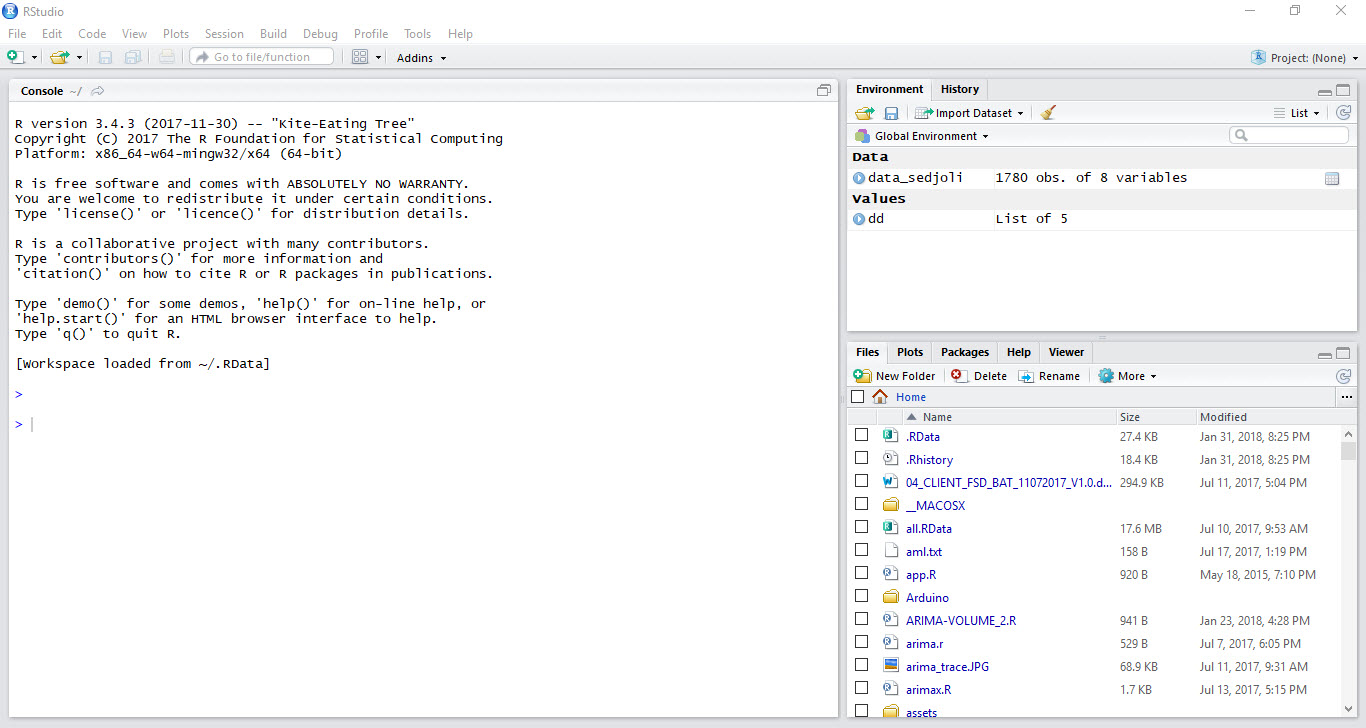 RStudio
File Edit Code View Plots Session Build Debug Profile Tools Help
Go to file/function Addins Project: (None)
Console ~/
R version 3.4.3 (2017-11-30) -- "Kite-Eating Tree"
Copyright (C) 2017 The R Foundation for Statistical Computing
Platform: x86_64-w64-mingw32/x64 (64-bit)
R is free software and comes with ABSOLUTELY NO WARRANTY.
You are welcome to redistribute it under certain conditions.
Type 'license()' or 'licence()' for distribution details.
R is a collaborative project with many contributors.
Type 'contributors()' for more information and
'citation()' on how to cite R or R packages in publications.
Type 'demo()' for some demos, 'help()' for on-line help, or
'help.start()' for an HTML browser interface to help.
Type 'q()' to quit R.
[Workspace loaded from ~/.RData]
>
>
Environment History
Import Dataset List
Global Environment
Data
data_sedjoli 1780 obs. of 8 variables
Values
dd List of 5
Files Plots Packages Help Viewer
New Folder Delete Rename More
Home ...
Name Size Modified
.RData 27.4 KB Jan 31, 2018, 8:25 PM
.Rhistory 18.4 KB Jan 31, 2018, 8:25 PM
04_CLIENT_FSD_BAT_11072017_V1.0.d... 294.9 KB Jul 11, 2017, 5:04 PM
__MACOSX
all.RData 17.6 MB Jul 10, 2017, 9:53 AM
aml.txt 158 B Jul 17, 2017, 1:19 PM
app.R 920 B May 18, 2015, 7:10 PM
Arduino
ARIMA-VOLUME_2.R 941 B Jan 23, 2018, 4:28 PM
arima.r 529 B Jul 7, 2017, 6:05 PM
arima_trace.JPG 68.9 KB Jul 11, 2017, 9:31 AM
arimax.R 1.7 KB Jul 13, 2017, 5:15 PM
assets